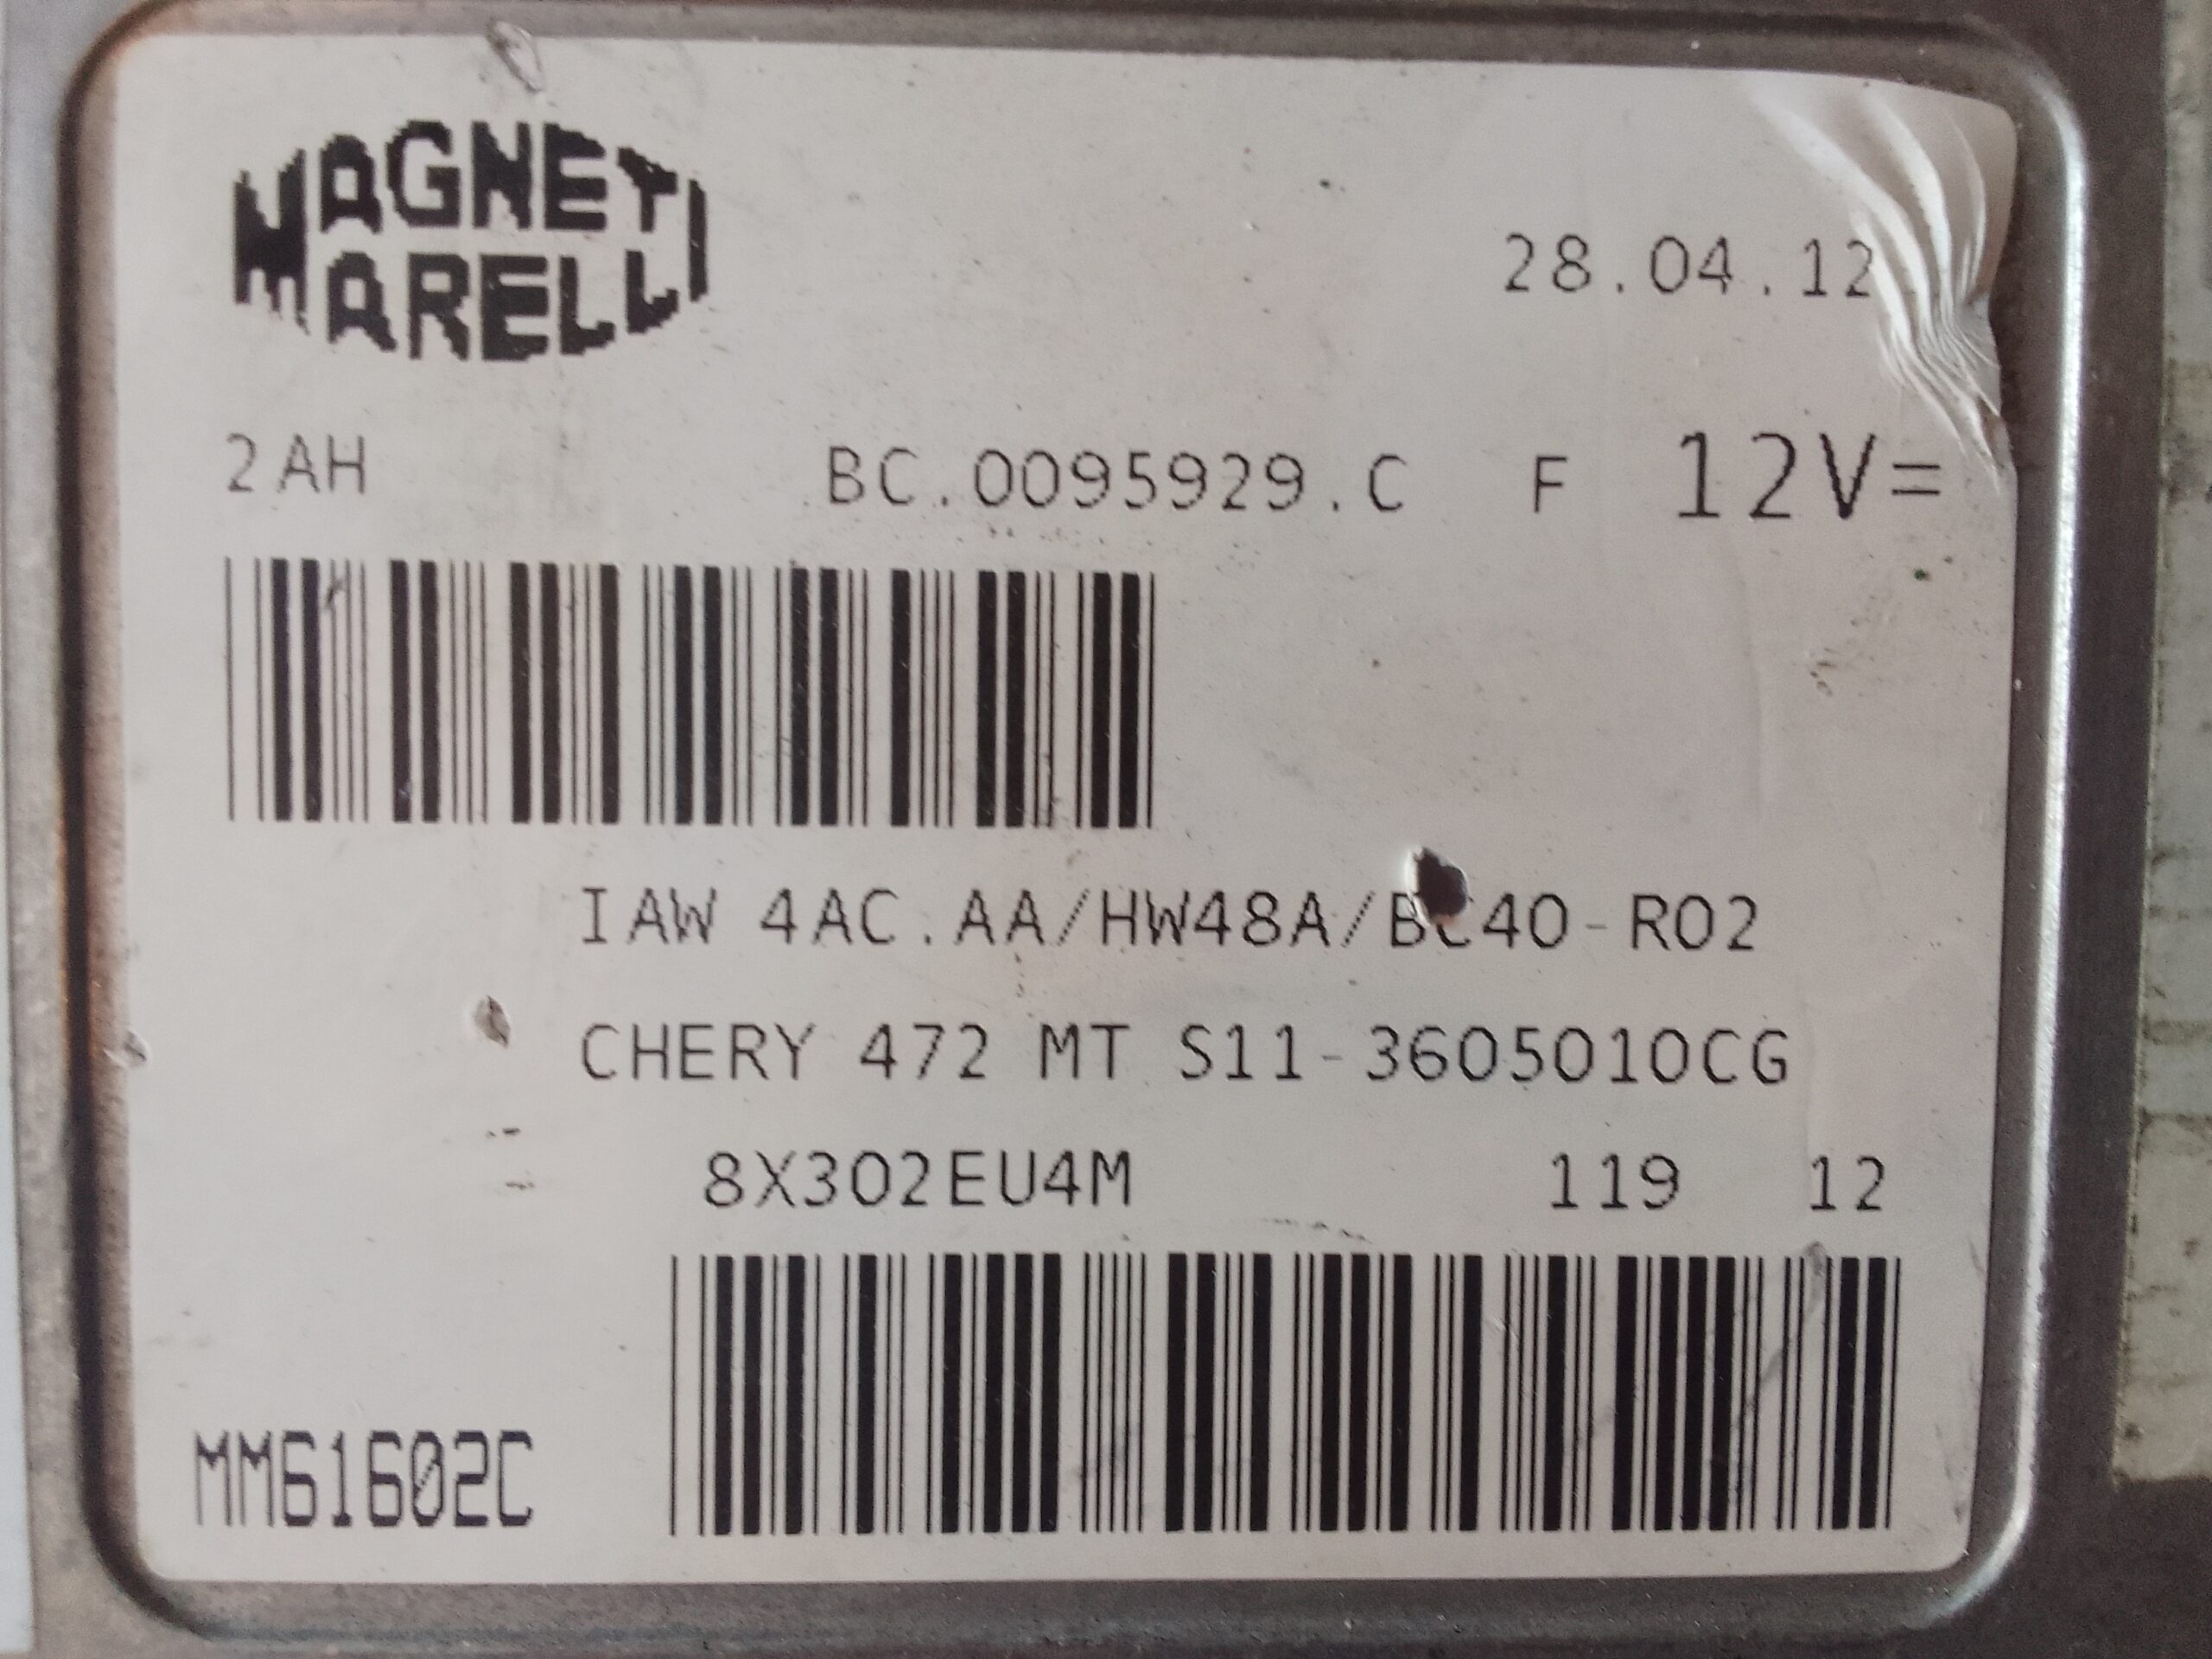 MAGNETI
MARELLI
28.04.12
2AH BC.0095929.C F 12V=
IAW 4AC.AA/HW48A/BC40-R02
CHERY 472 MT S11-3605010CG
8X302EU4M 119 12
MM61602C